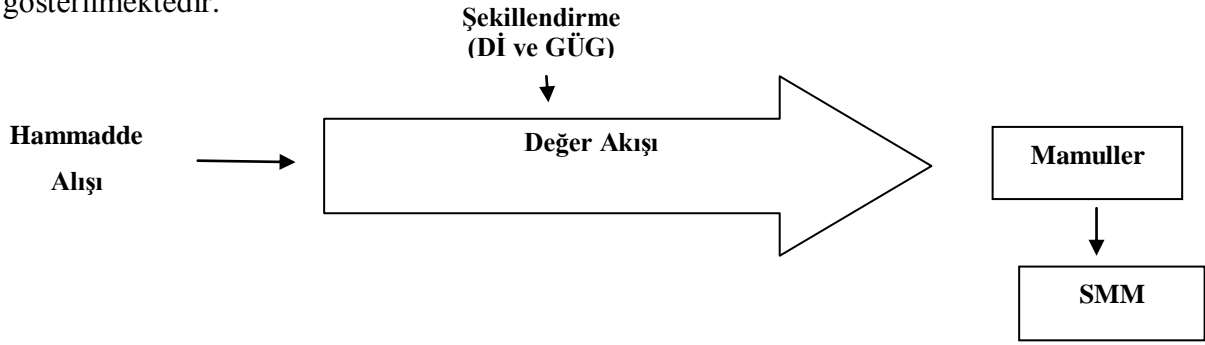 gösterilmektedir.
Şekillendirme
(Dİ ve GÜG)
Hammadde
Alışı
Değer Akışı
Mamuller
SMM